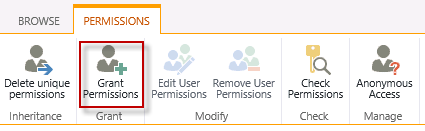 BROWSE PERMISSIONS
Delete unique permissions
Grant Permissions
Edit User Permissions
Remove User Permissions
Check Permissions
Anonymous Access
Inheritance Grant Modify Check Manage